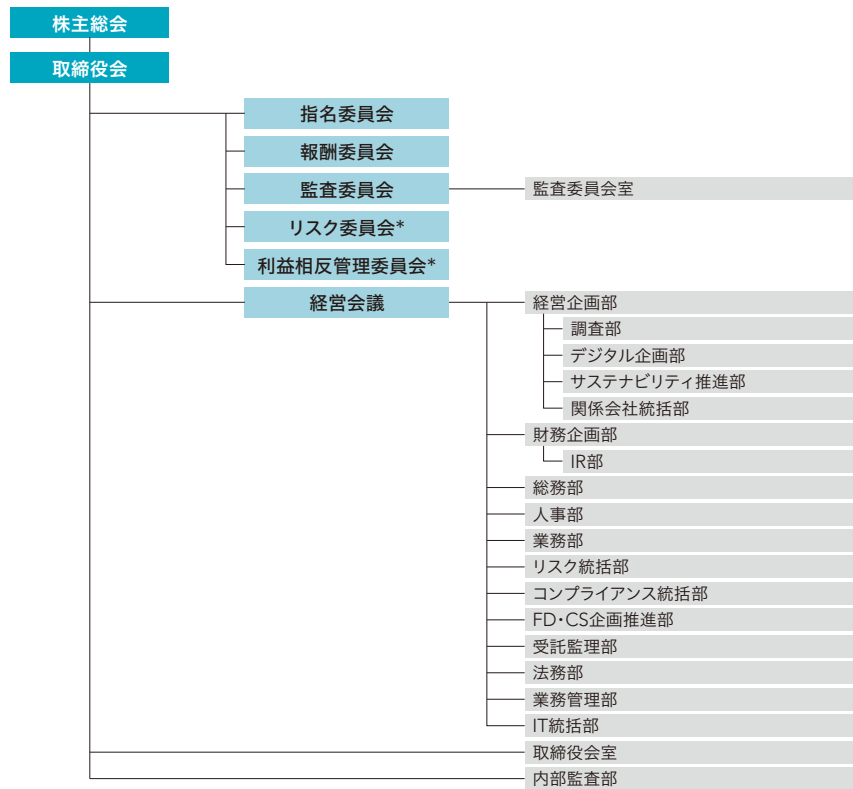 株主総会
取締役会
指名委員会
報酬委員会
監査委員会
監査委員会室
リスク委員会*
利益相反管理委員会*
経営会議
経営企画部
調査部
デジタル企画部
サステナビリティ推進部
関係会社統括部
財務企画部
IR部
総務部
人事部
業務部
リスク統括部
コンプライアンス統括部
FD・CS企画推進部
受託監理部
法務部
業務管理部
IT統括部
取締役会室
内部監査部